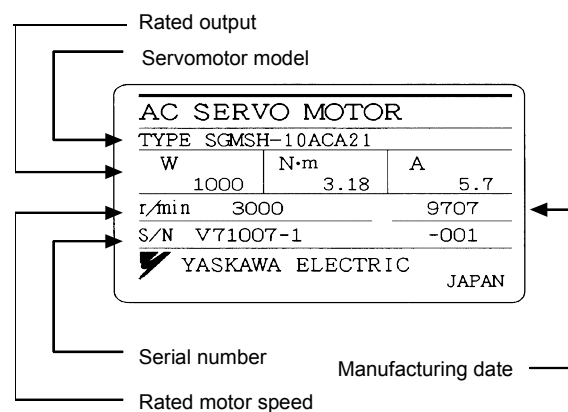 Rated output
Servomotor model
AC SERVO MOTOR
TYPE SGMSH-10ACA21
W N·m A
1000 3.18 5.7
r/min 3000 9707
S/N V71007-1 -001
YASKAWA ELECTRIC
JAPAN
Serial number
Manufacturing date
Rated motor speed